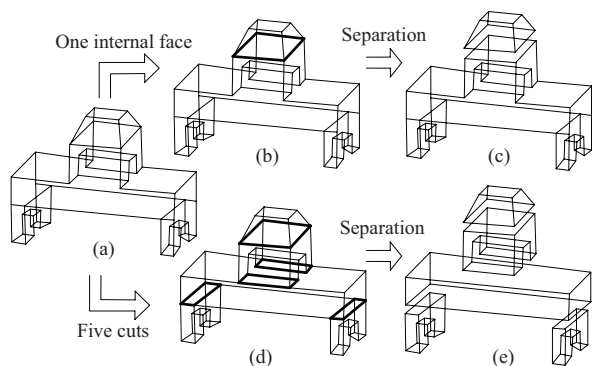 One internal face
Separation
(b)
(c)
(a)
Separation
Five cuts
(d)
(e)